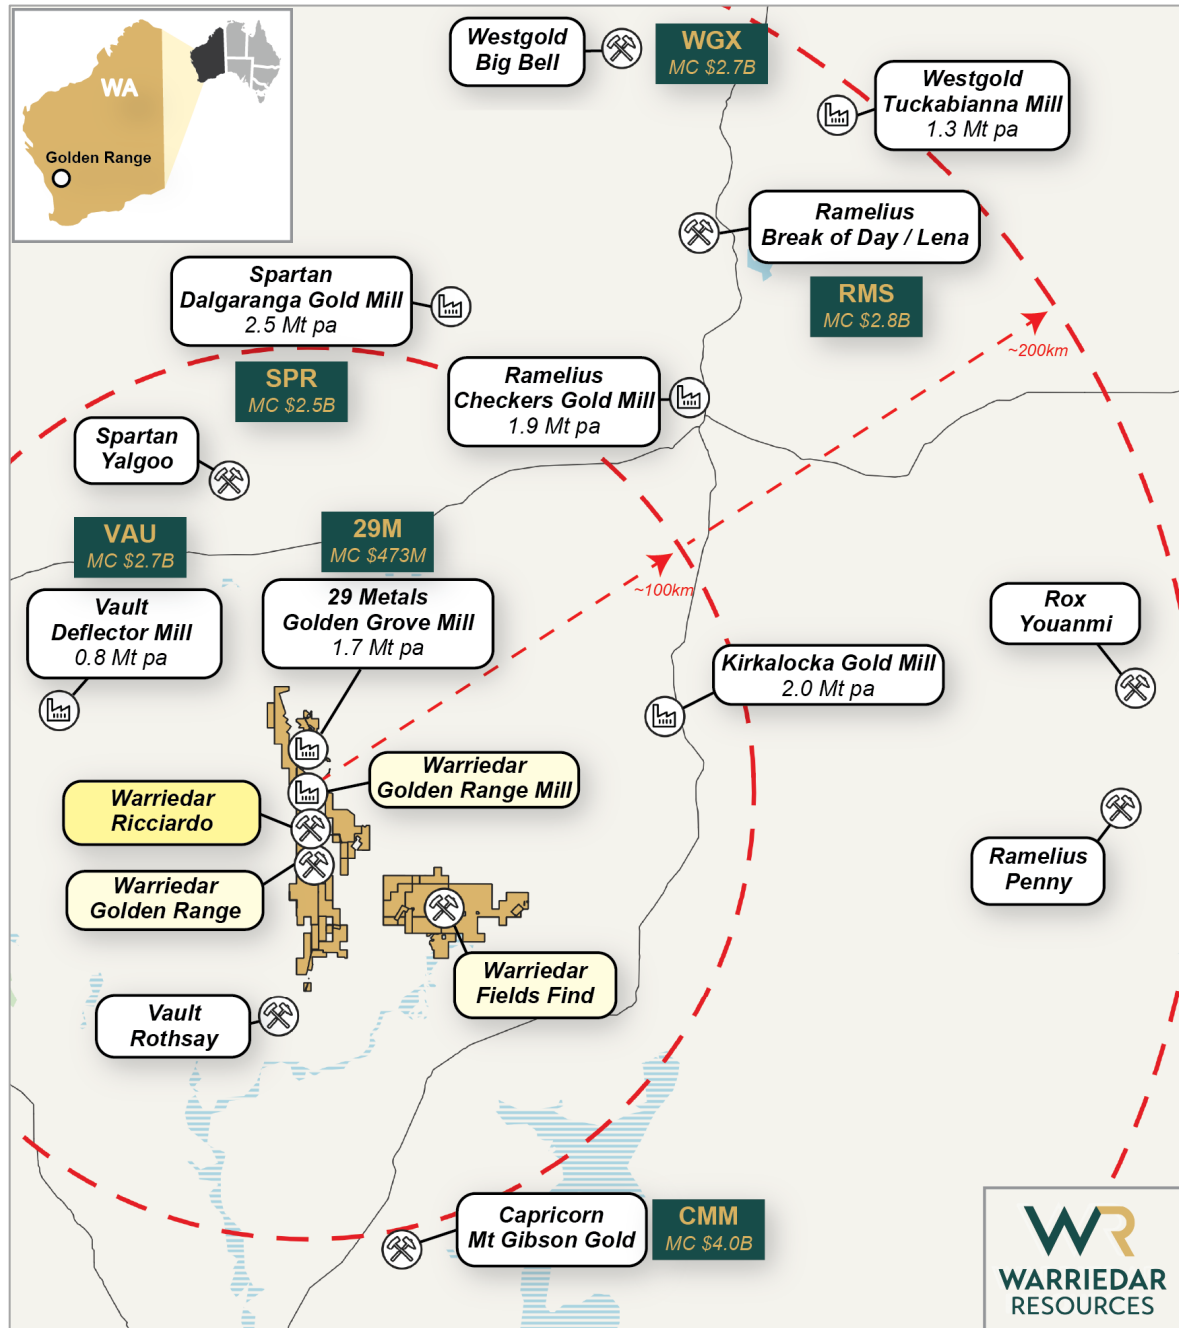 WA
Golden Range
Westgold
Big Bell
WGX
MC $2.7B
Westgold
Tuckabianna Mill
1.3 Mt pa
Ramelius
Break of Day / Lena
RMS
MC $2.8B
Spartan
Dalgaranga Gold Mill
2.5 Mt pa
SPR
MC $2.5B
Ramelius
Checkers Gold Mill
1.9 Mt pa
~200km
Spartan
Yalgoo
VAU
MC $2.7B
29M
MC $473M
Vault
Deflector Mill
0.8 Mt pa
29 Metals
Golden Grove Mill
1.7 Mt pa
~100km
Rox
Youanmi
Kirkalocka Gold Mill
2.0 Mt pa
Warriedar
Golden Range Mill
Warriedar
Ricciardo
Warriedar
Golden Range
Ramelius
Penny
Warriedar
Fields Find
Vault
Rothsay
Capricorn
Mt Gibson Gold
CMM
MC $4.0B
WR
WARRIEDAR
RESOURCES